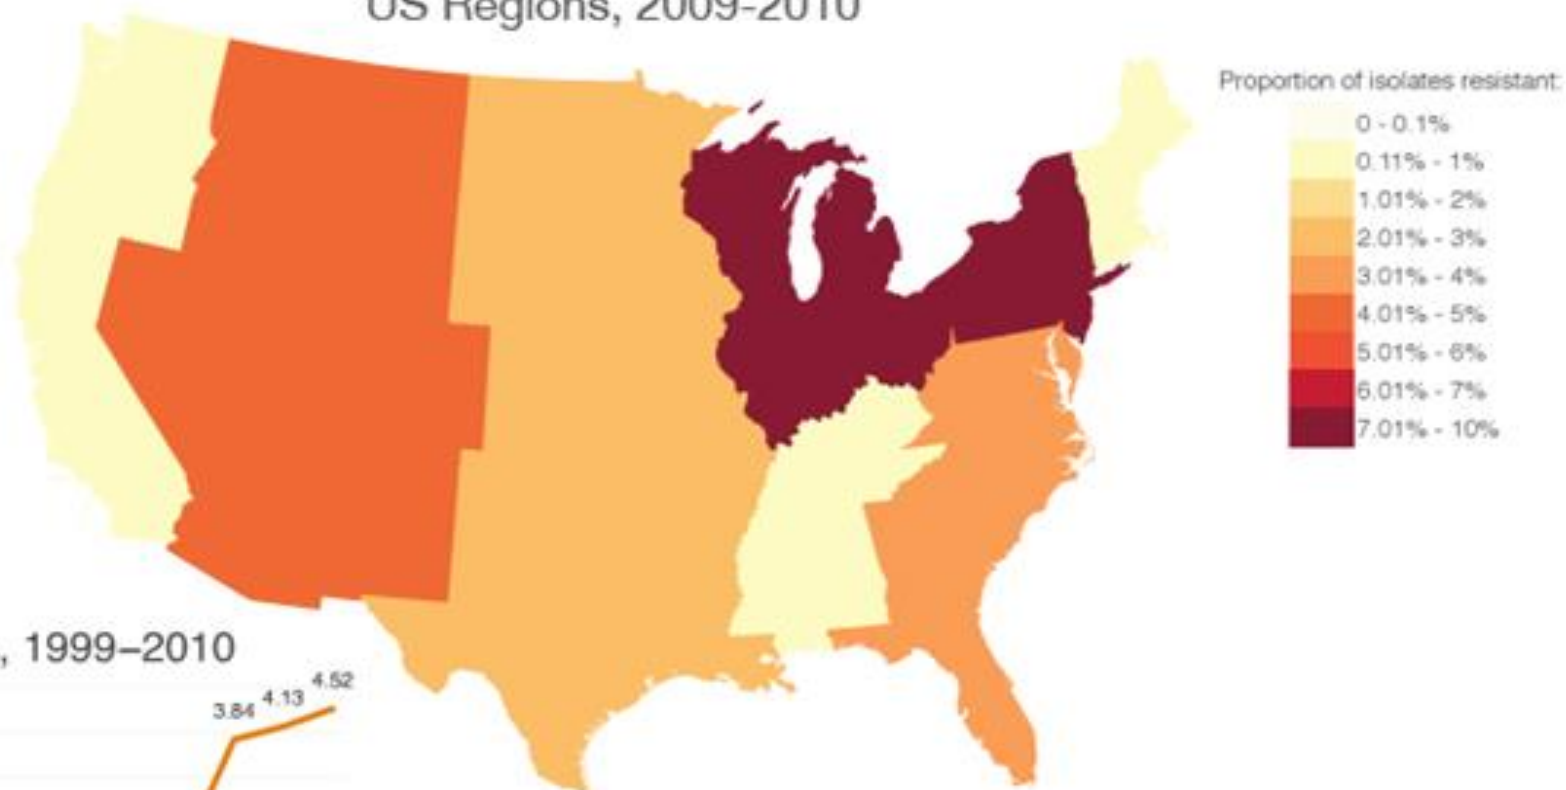 US Regions, 2009-2010
Proportion of isolates resistant:
0 - 0.1%
0.11% - 1%
1.01% - 2%
2.01% - 3%
3.01% - 4%
4.01% - 5%
5.01% - 6%
6.01% - 7%
7.01% - 10%
, 1999–2010
3.84
4.13
4.52